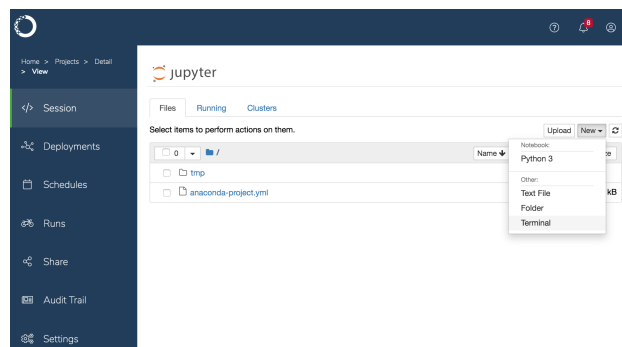 8
Home > Projects > Detail
> View
jupyter
</> Session
Files Running Clusters
Select items to perform actions on them.
Upload New
Deployments
0 / Name
Notebook:
Python 3
Schedules
tmp
Other:
anaconda-project.yml
Text File
kB
Folder
Runs
Terminal
Share
Audit Trail
Settings